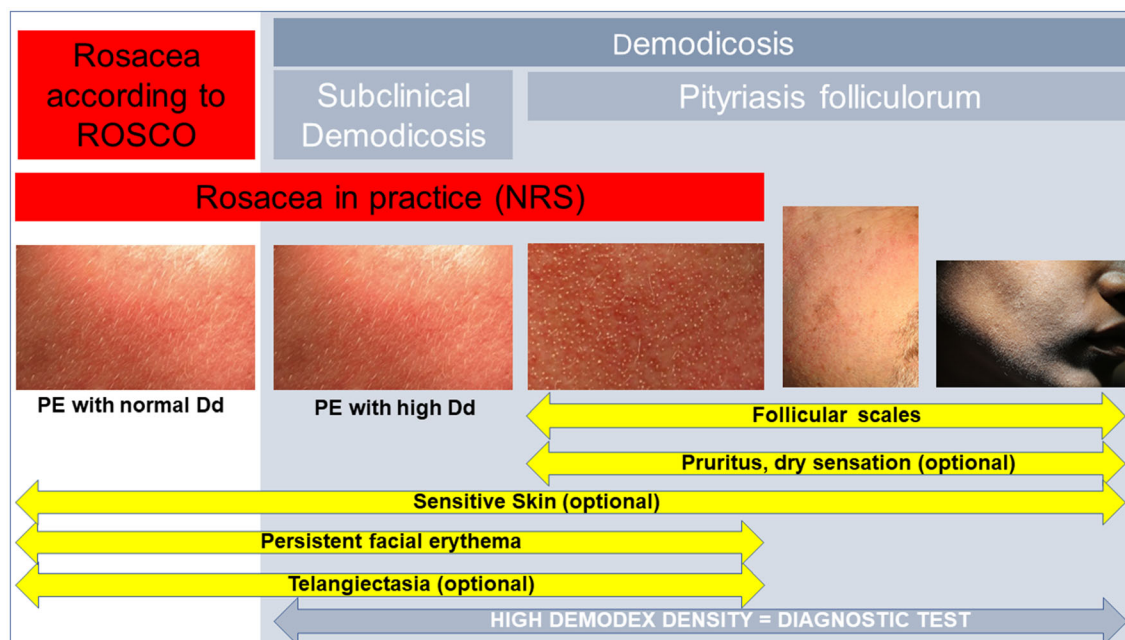 Rosacea
according to
ROSCO
Demodicosis
Subclinical
Demodicosis
Pityriasis folliculorum
Rosacea in practice (NRS)
PE with normal Dd
PE with high Dd
Follicular scales
Pruritus, dry sensation (optional)
Sensitive Skin (optional)
Persistent facial erythema
Telangiectasia (optional)
HIGH DEMODEX DENSITY = DIAGNOSTIC TEST